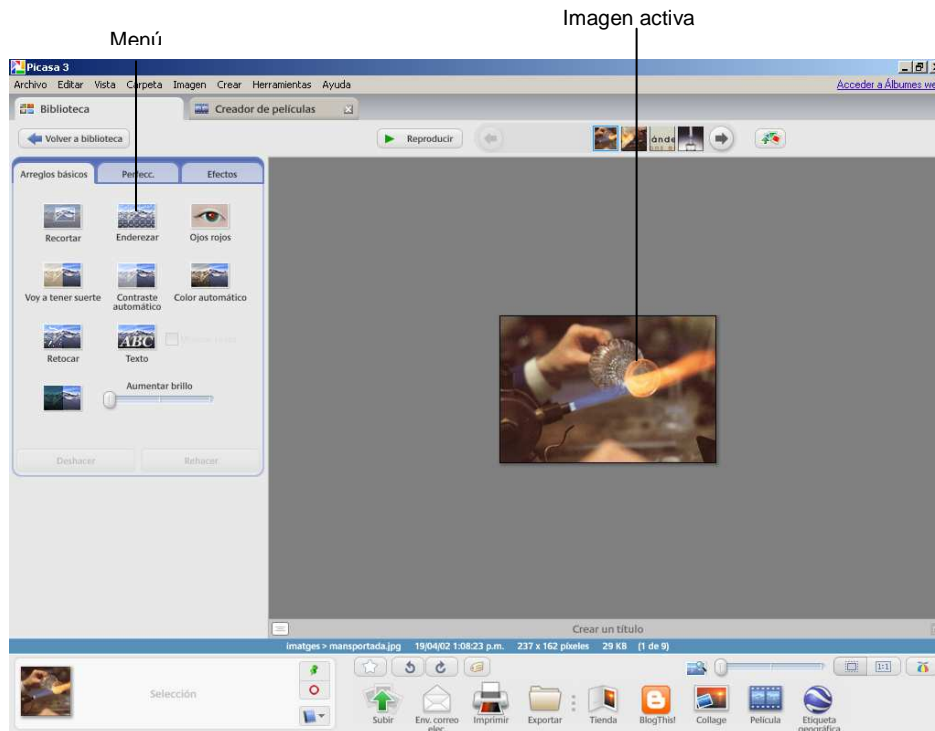 Imagen activa
Menú
Picasa 3
Archivo Editar Vista Carpeta Imagen Crear Herramientas Ayuda
Acceder a Álbumes we
Biblioteca
Creador de películas
Volver a biblioteca
Reproducir
ánde
Arreglos básicos Perfecc. Efectos
Recortar Enderezar Ojos rojos
Voy a tener suerte Contraste automático Color automático
Retocar
ABC
Texto
Aumentar brillo
Deshacer Rehacer
Crear un título
imatges > mansportada.jpg 19/04/02 1:08:23 p.m. 237 x 162 píxeles 29 KB (1 de 9)
Selección
1:1
Subir Env. correo elec. Imprimir Exportar Tienda BlogThis! Collage Película Etiqueta geográfica